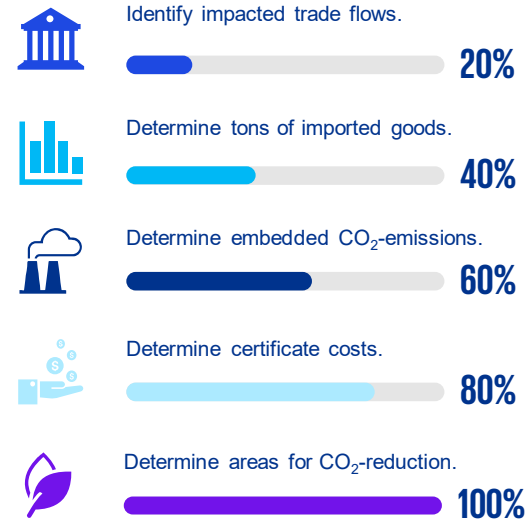 Identify impacted trade flows.
20%
Determine tons of imported goods.
40%
Determine embedded CO₂-emissions.
60%
$
$
$
$
Determine certificate costs.
80%
Determine areas for CO₂-reduction.
100%